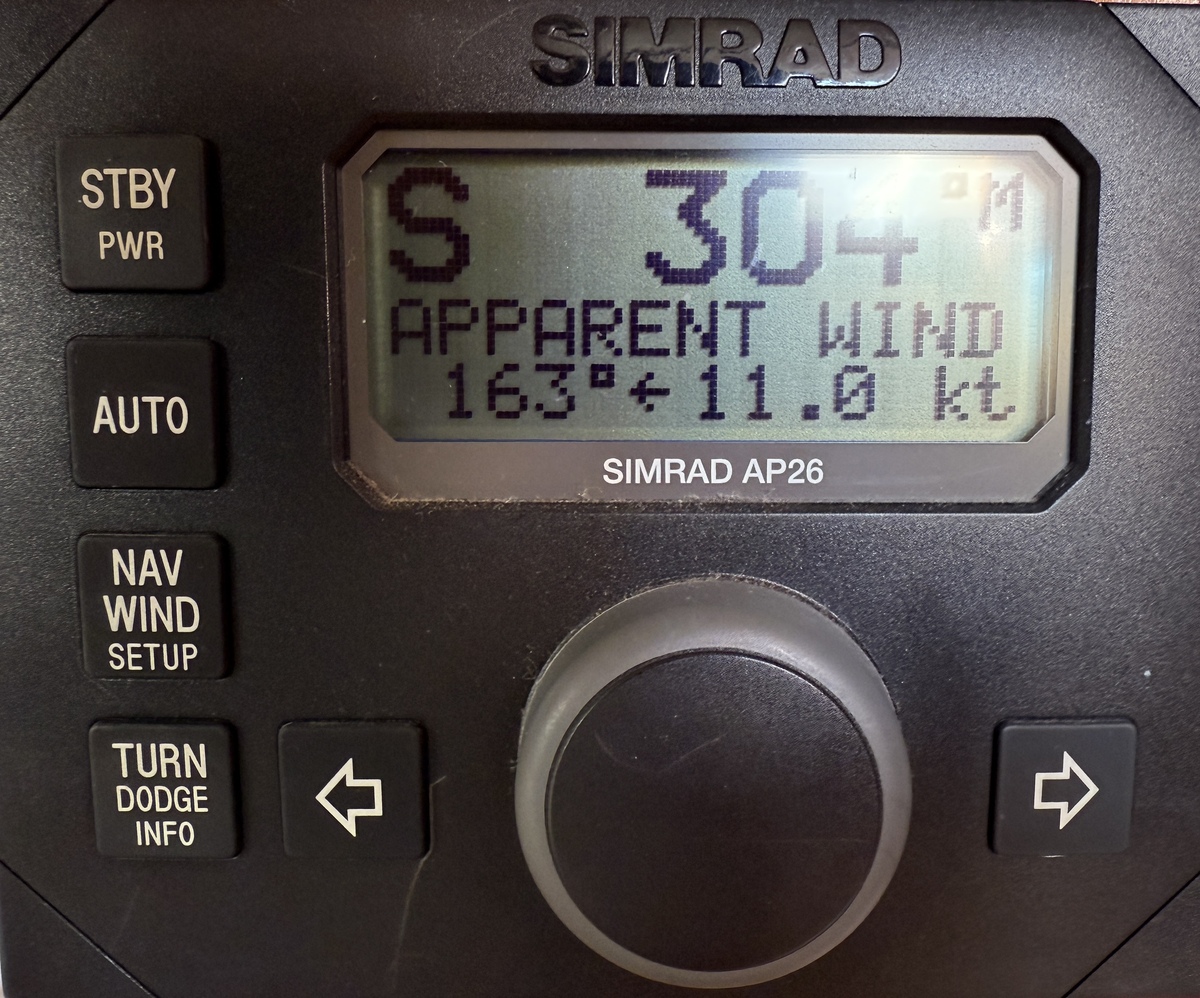 SIMRAD
S 304 °M
APPARENT WIND
163°← 11.0 kt
SIMRAD AP26
STBY
PWR
AUTO
NAV
WIND
SETUP
TURN
DODGE
INFO